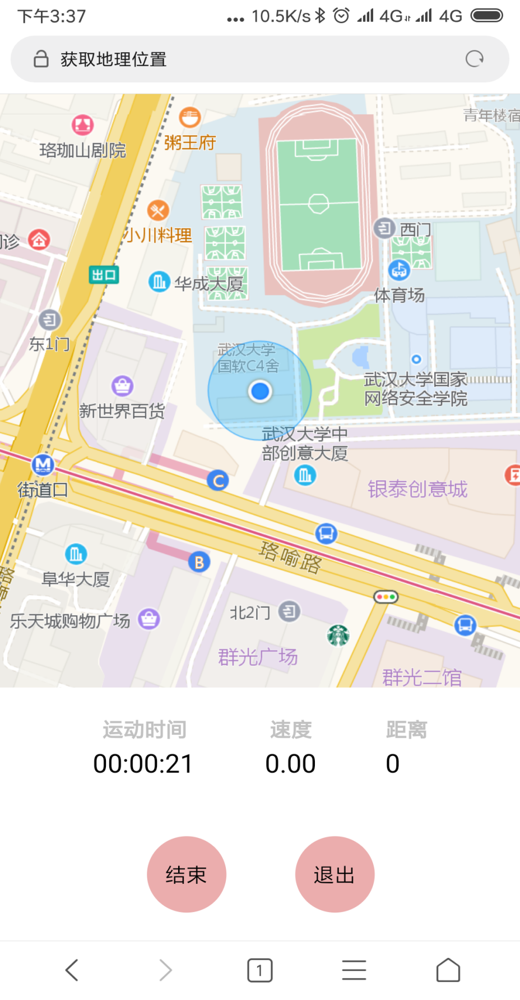 下午3:37
... 10.5K/s 4G 4G
获取地理位置
青年楼宿
珞珈山剧院
粥王府
小川料理
西门
诊
出口
华成大厦
体育场
东1门
武汉大学
国软C4舍
武汉大学国家
网络安全学院
新世界百货
武汉大学中
部创意大厦
M
C
街道口
银泰创意城
珞喻路
B
阜华大厦
北2门
乐天城购物广场
群光广场
群光二馆
运动时间 速度 距离
00:00:21 0.00 0
结束 退出
1